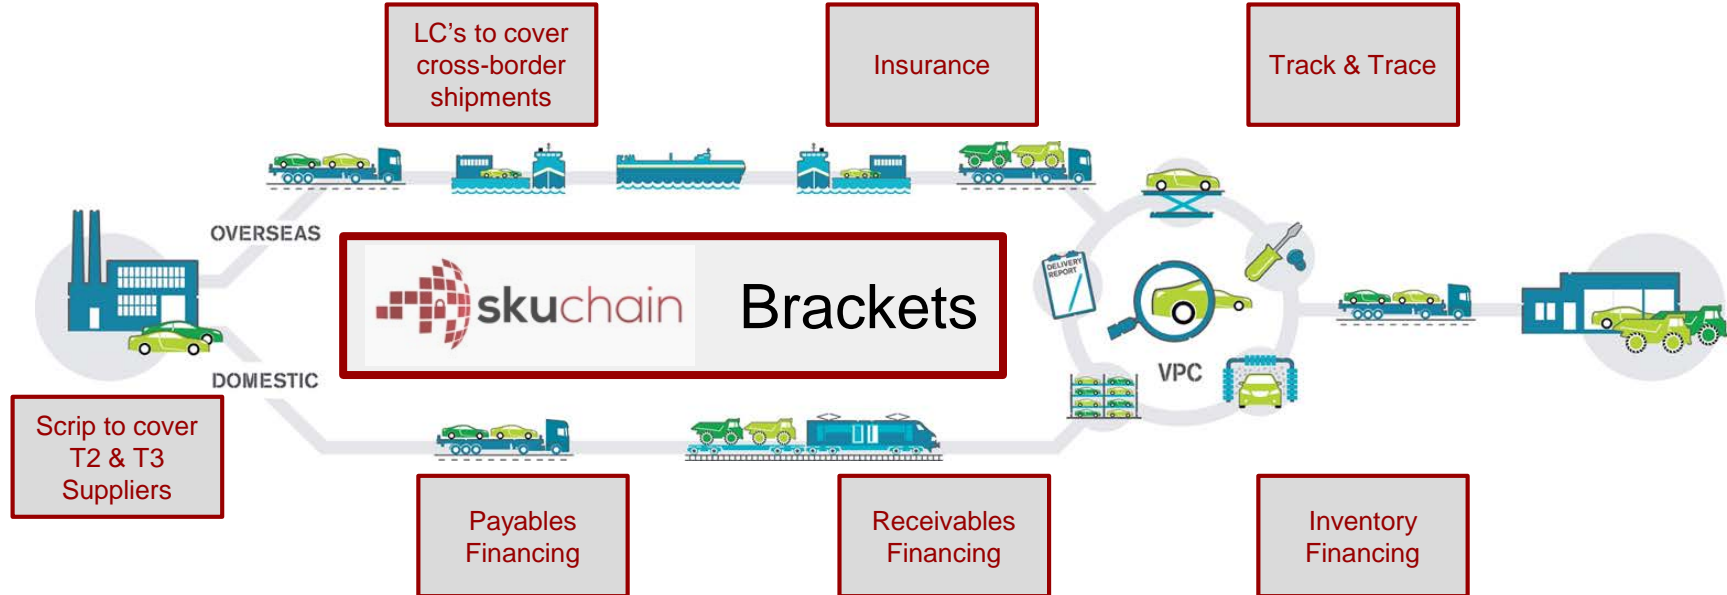 LC's to cover
cross-border
shipments
Insurance
Track & Trace
OVERSEAS
skuchain
Brackets
DELIVERY
REPORT
VPC
DOMESTIC
Scrip to cover
T2 & T3
Suppliers
Payables
Financing
Receivables
Financing
Inventory
Financing